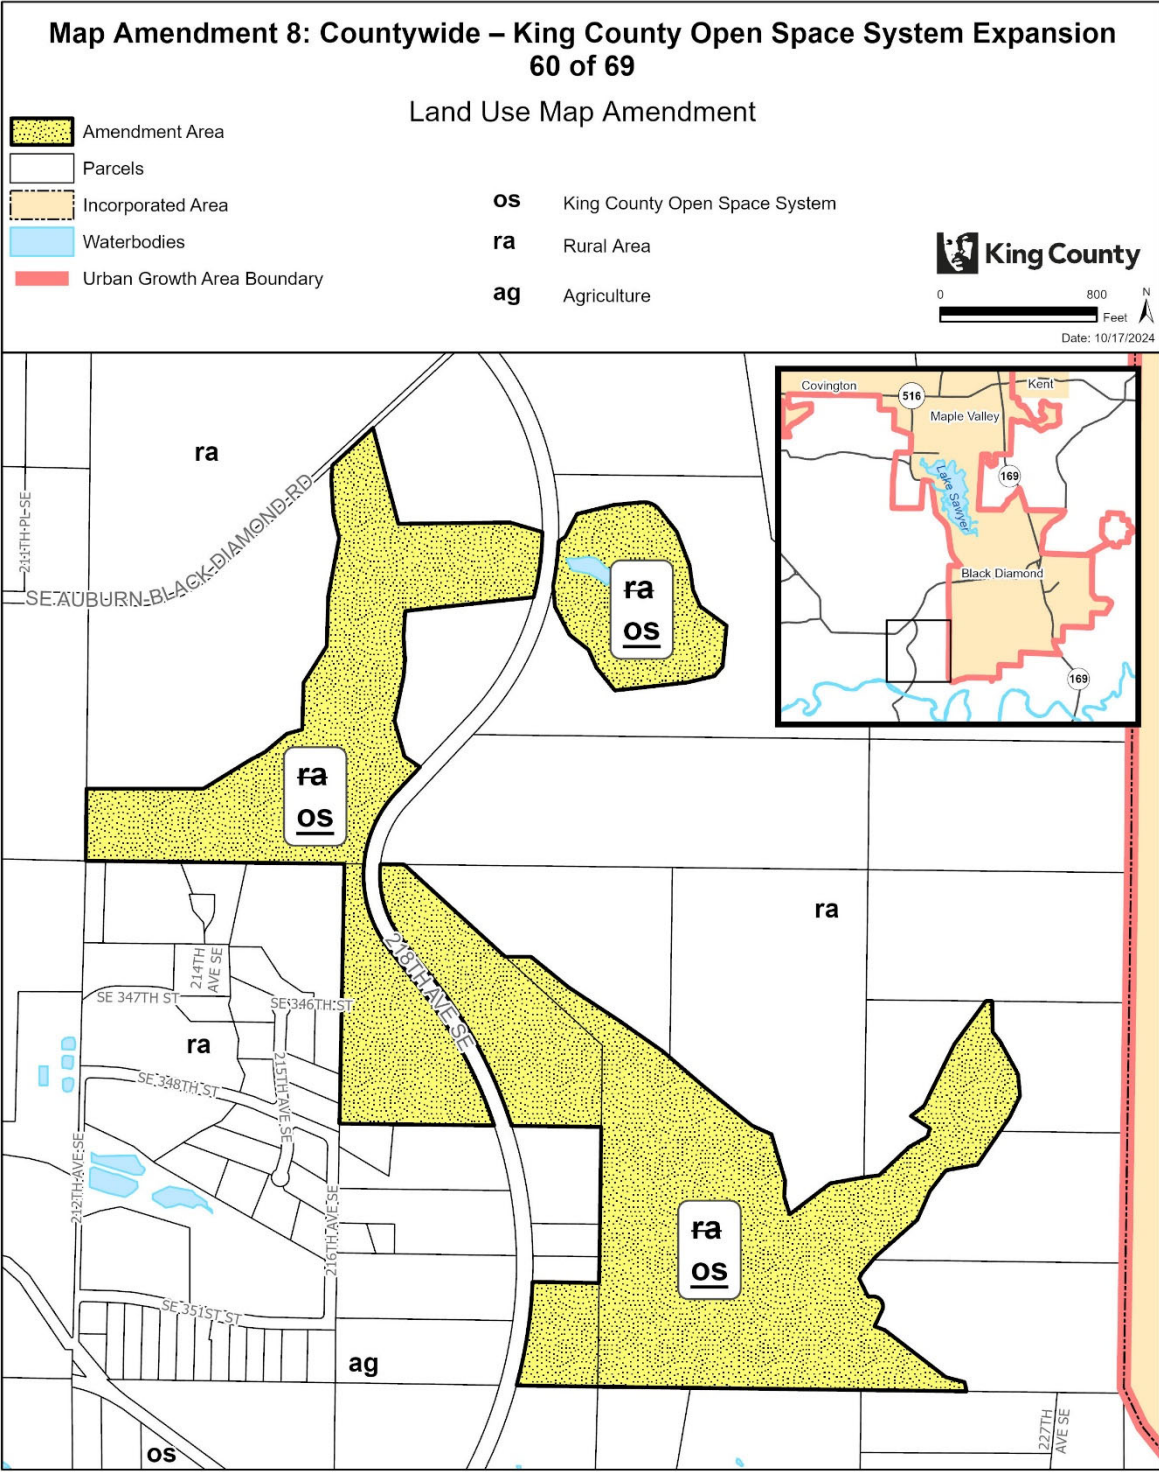 Map Amendment 8: Countywide – King County Open Space System Expansion
60 of 69
Land Use Map Amendment
Amendment Area
Parcels
Incorporated Area
Waterbodies
Urban Growth Area Boundary
os King County Open Space System
ra Rural Area
ag Agriculture
King County
0 800
Feet
N
Date: 10/17/2024
Covington
516
Kent
Maple Valley
Lake Sawyer
169
Black Diamond
169
ra
211TH PL SE
SE AUBURN-BLACK DIAMOND RD
ra
os
ra
os
ra
218TH AVE SE
214TH
AVE SE
SE 347TH ST
SE 346TH ST
ra
SE 348TH ST
215TH AVE SE
212TH AVE SE
216TH AVE SE
ra
os
SE 351ST ST
ag
227TH
AVE SE
os